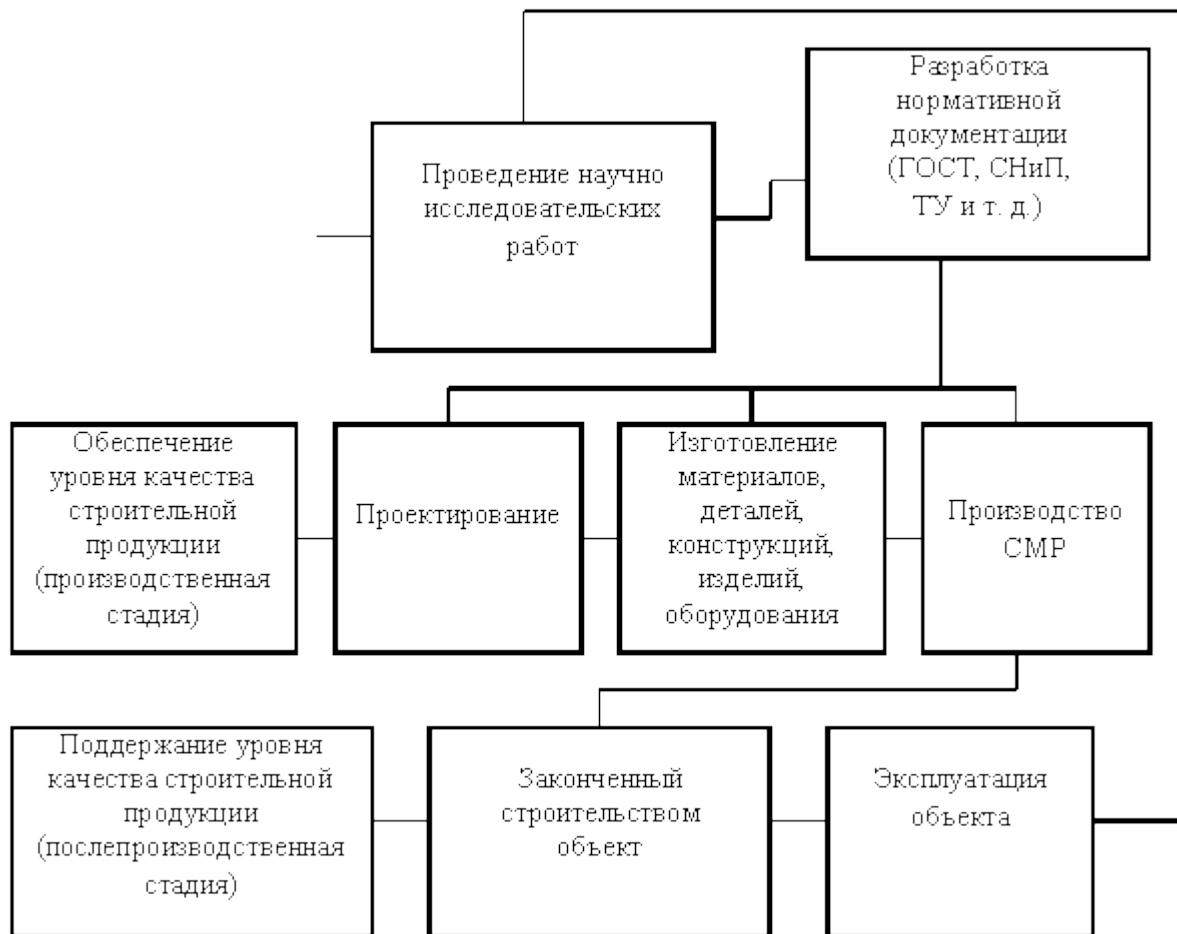 Проведение научно
исследовательских
работ
Разработка
нормативной
документации
(ГОСТ, СНиП,
ТУ и т. д.)
Обеспечение
уровня качества
строительной
продукции
(производственная
стадия)
Проектирование
Изготовление
материалов,
деталей,
конструкций,
изделий,
оборудования
Производство
СМР
Поддержание уровня
качества строительной
продукции
(послепроизводственная
стадия)
Законченный
строительством
объект
Эксплуатация
объекта